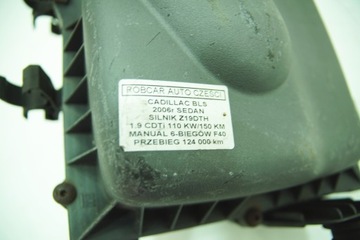 ROBCAR AUTO CZĘŚCI
CADILLAC BLS
2006r SEDAN
SILNIK Z19DTH
1.9 CDTi 110 KW/150 KM
MANUAL 6-BIEGÓW F40
PRZEBIEG 124 000 km